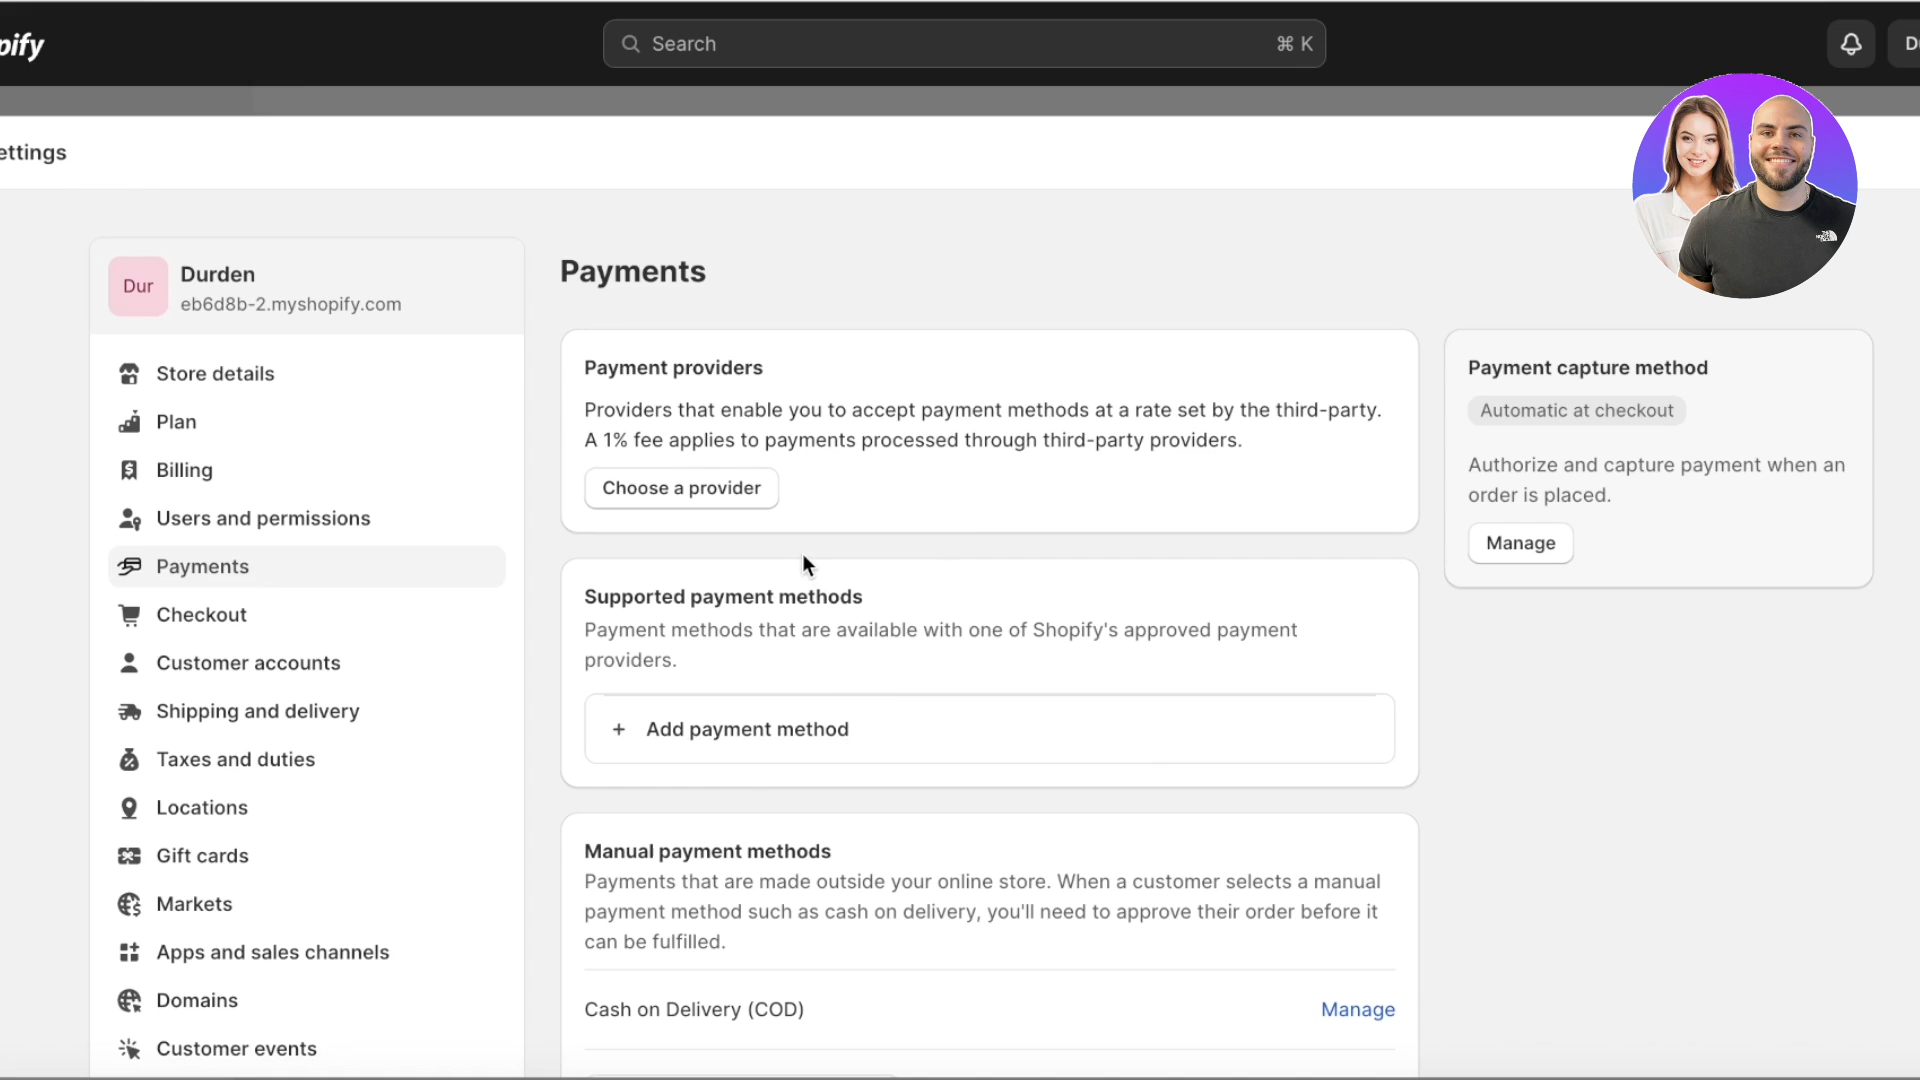 pify
Search
⌘ K
D
ettings
Dur
Durden
eb6d8b-2.myshopify.com
Store details
Plan
Billing
Users and permissions
Payments
Checkout
Customer accounts
Shipping and delivery
Taxes and duties
Locations
Gift cards
Markets
Apps and sales channels
Domains
Customer events
Payments
Payment providers
Providers that enable you to accept payment methods at a rate set by the third-party.
A 1% fee applies to payments processed through third-party providers.
Choose a provider
Supported payment methods
Payment methods that are available with one of Shopify's approved payment
providers.
+ Add payment method
Manual payment methods
Payments that are made outside your online store. When a customer selects a manual
payment method such as cash on delivery, you'll need to approve their order before it
can be fulfilled.
Cash on Delivery (COD)
Manage
Payment capture method
Automatic at checkout
Authorize and capture payment when an
order is placed.
Manage